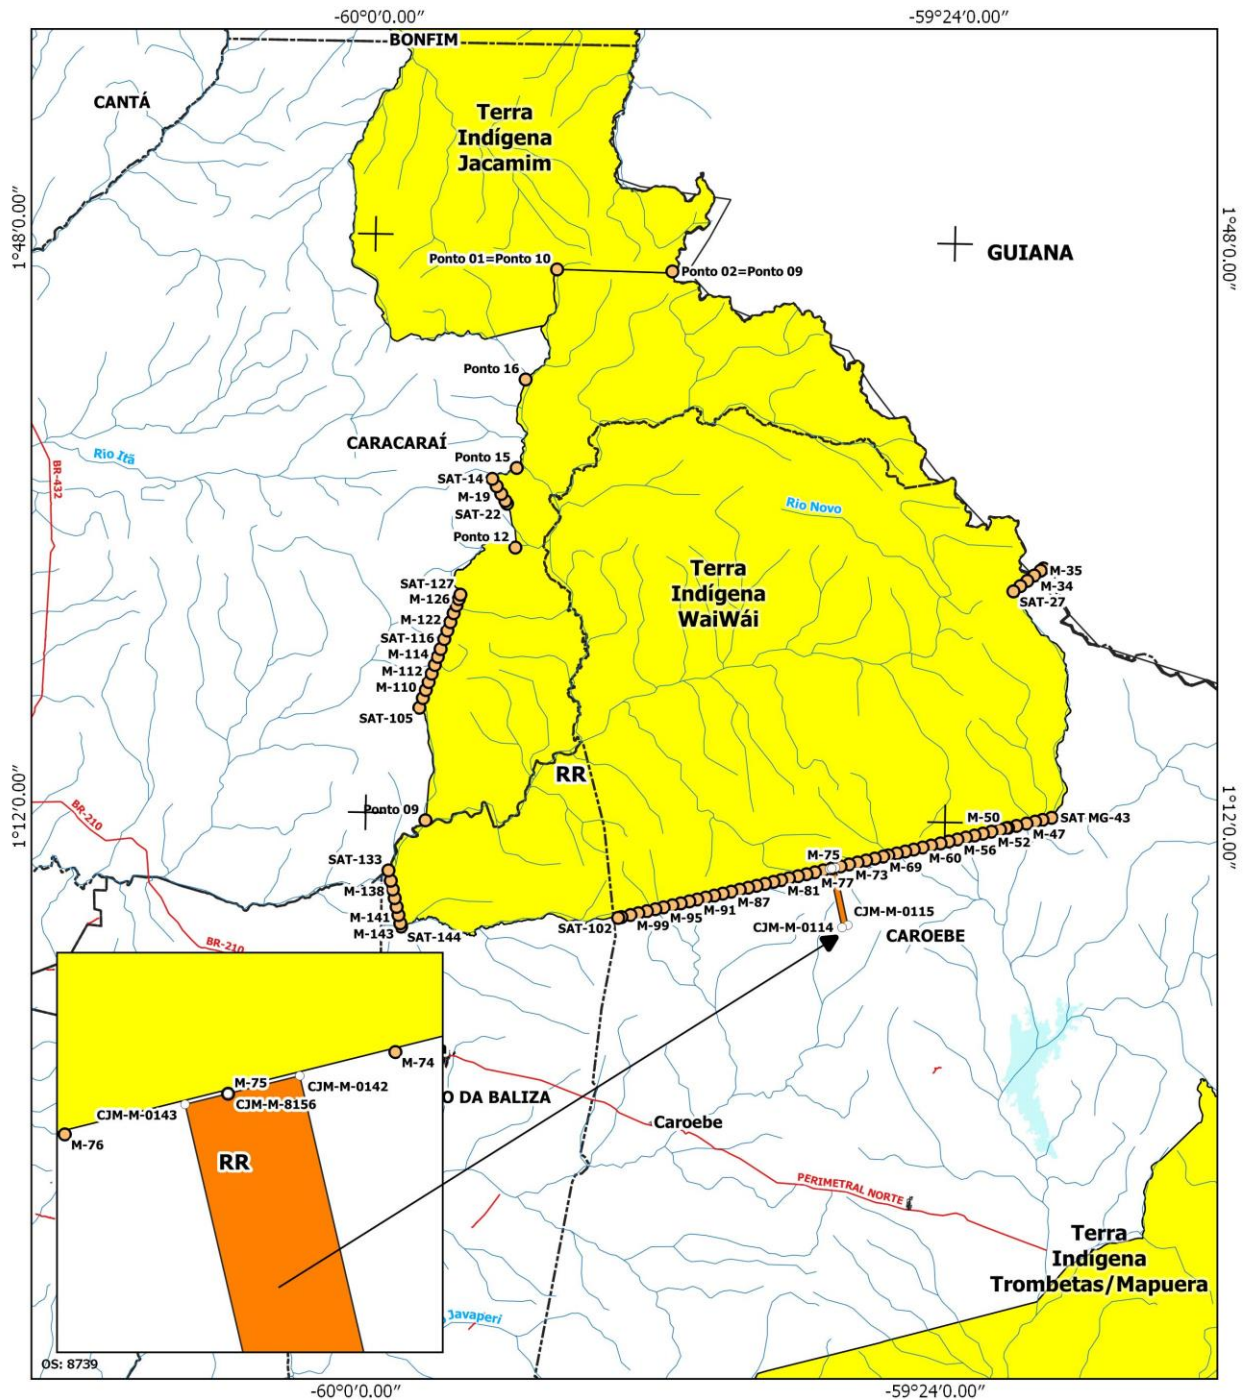 -60°0′0.00″
-59°24′0.00″
BONFIM
CANTÁ
Terra
Indígena
Jacamim
1°48′0.00″
1°48′0.00″
GUIANA
Ponto 01=Ponto 10
Ponto 02=Ponto 09
Ponto 16
CARACARAÍ
Rio Itã
BR-432
Ponto 15
SAT-14
M-19
SAT-22
Ponto 12
Rio Novo
Terra
Indígena
WaiWái
M-35
M-34
SAT-27
SAT-127
M-126
M-122
SAT-116
M-114
M-112
M-110
SAT-105
RR
Ponto 09
1°12′0.00″
1°12′0.00″
BR-210
SAT-133
M-138
M-141
M-143
SAT-144
M-50
SAT MG-43
M-47
M-52
M-56
M-60
M-69
M-73
M-75
M-77
M-81
M-87
M-91
M-95
M-99
SAT-102
CJM-M-0115
CJM-M-0114
CAROEBE
BR-210
M-74
M-75
CJM-M-0142
CJM-M-0143
CJM-M-8156
M-76
RR
O DA BALIZA
Caroebe
PERIMETRAL NORTE
Terra
Indígena
Trombetas/Mapuera
Javaperi
OS: 8739
-60°0′0.00″
-59°24′0.00″